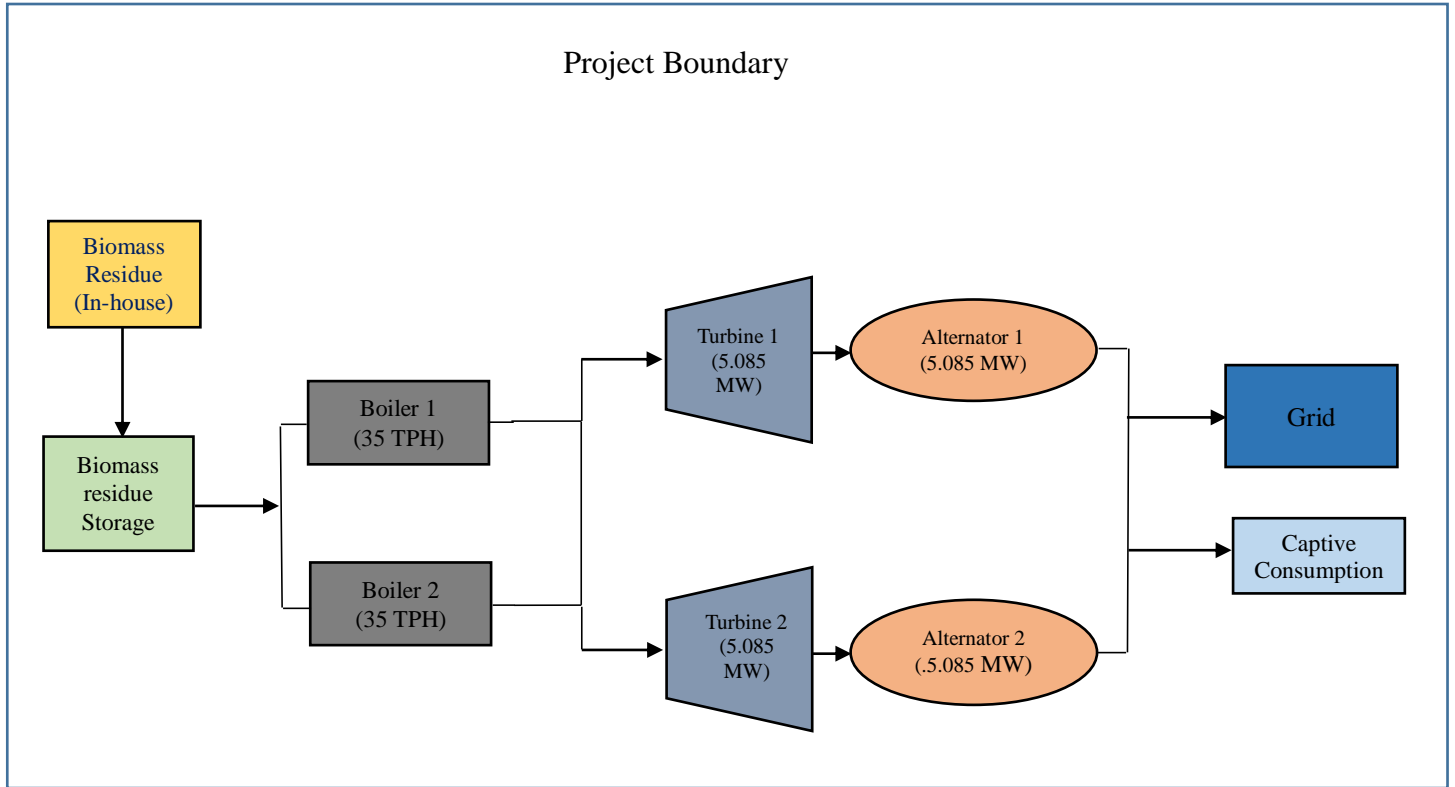 Project Boundary
Biomass
Residue
(In-house)
Biomass
residue
Storage
Boiler 1
(35 TPH)
Boiler 2
(35 TPH)
Turbine 1
(5.085
MW)
Alternator 1
(5.085 MW)
Turbine 2
(5.085
MW)
Alternator 2
(.5.085 MW)
Grid
Captive
Consumption